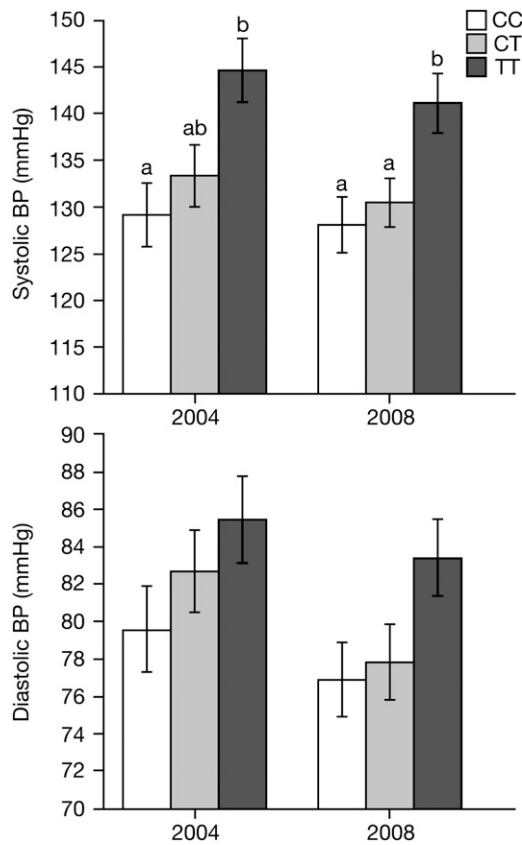 150
145
140
135
130
125
120
115
110
Systolic BP (mmHg)
a
ab
b
a
a
b
CC
CT
TT
2004
2008
90
88
86
84
82
80
78
76
74
72
70
Diastolic BP (mmHg)
2004
2008